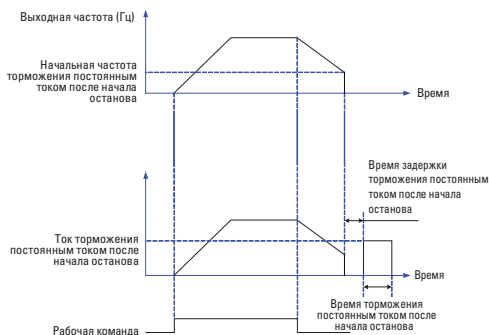 Выходная частота (Гц)
Начальная частота
торможения постоянным
током после начала
останова
Время
Время задержки
торможения постоянным
током после начала
останова
Ток торможения
постоянным током после
начала останова
Время
Время торможения
постоянным током после
начала останова
Рабочая команда